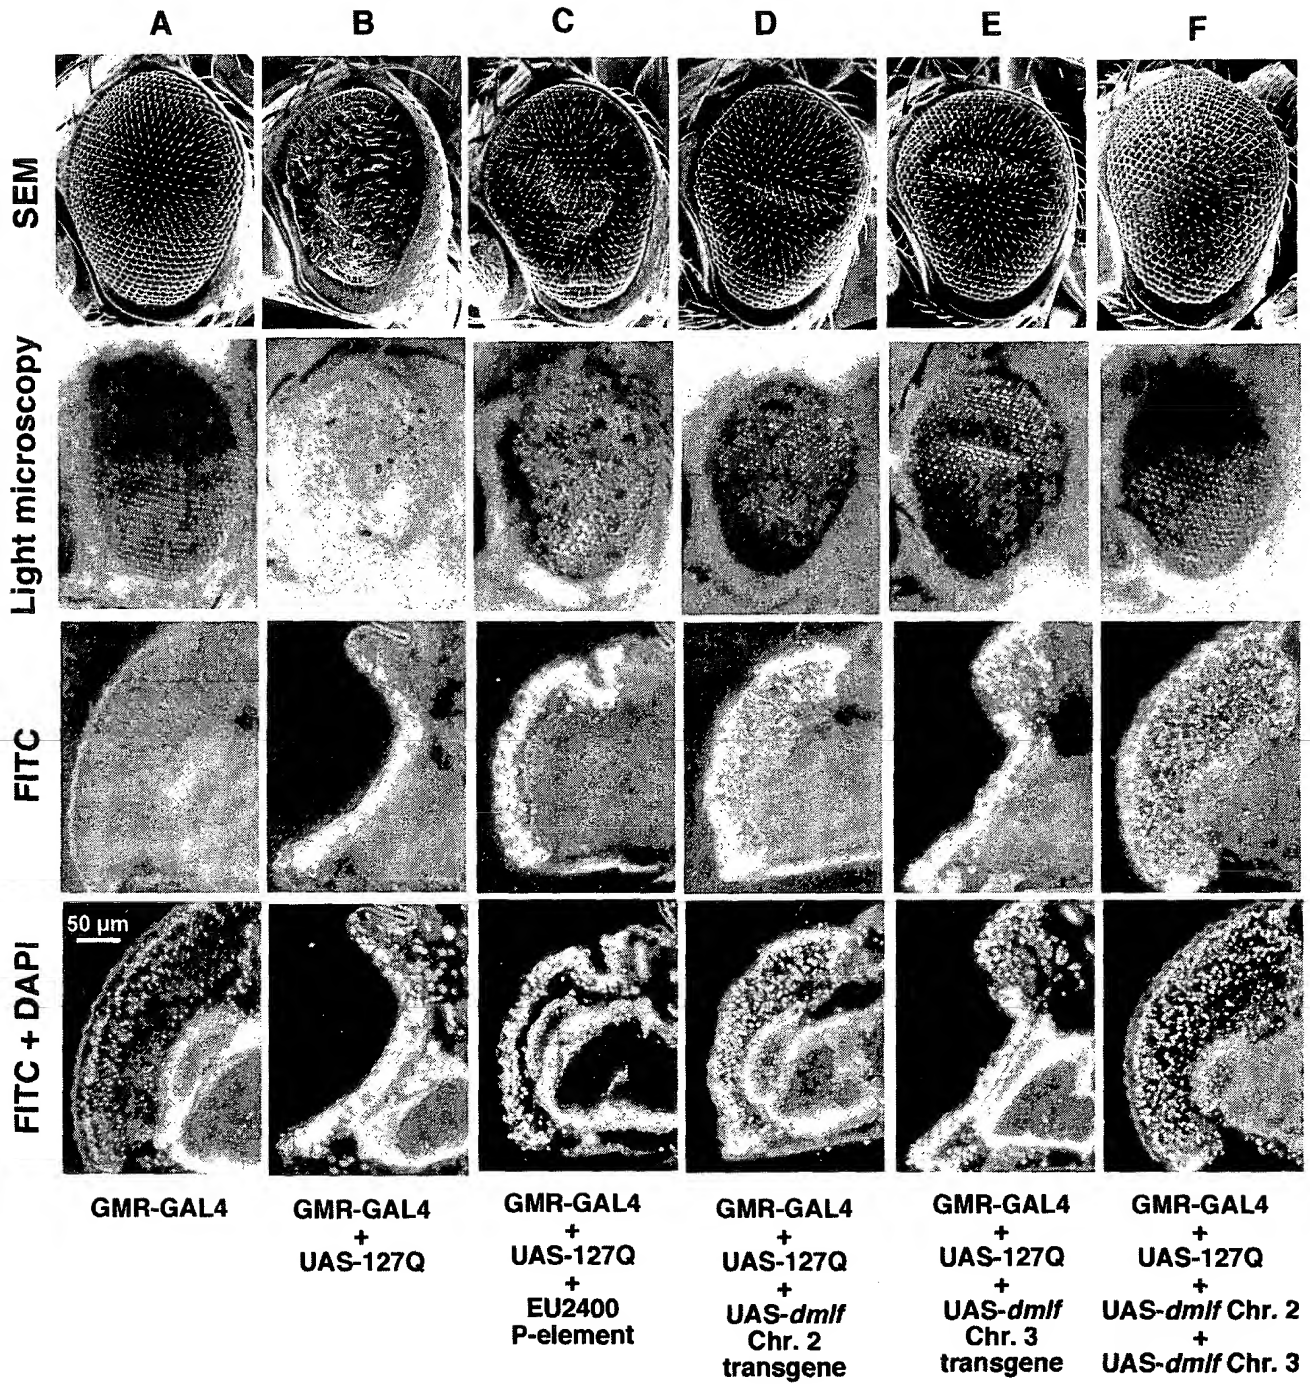 A B C D E F
SEM
Light microscopy
FITC
FITC + DAPI
50 µm
GMR-GAL4
GMR-GAL4
+
UAS-127Q
GMR-GAL4
+
UAS-127Q
+
EU2400
P-element
GMR-GAL4
+
UAS-127Q
+
UAS-dmlf
Chr. 2
transgene
GMR-GAL4
+
UAS-127Q
+
UAS-dmlf
Chr. 3
transgene
GMR-GAL4
+
UAS-127Q
+
UAS-dmlf Chr. 2
+
UAS-dmlf Chr. 3